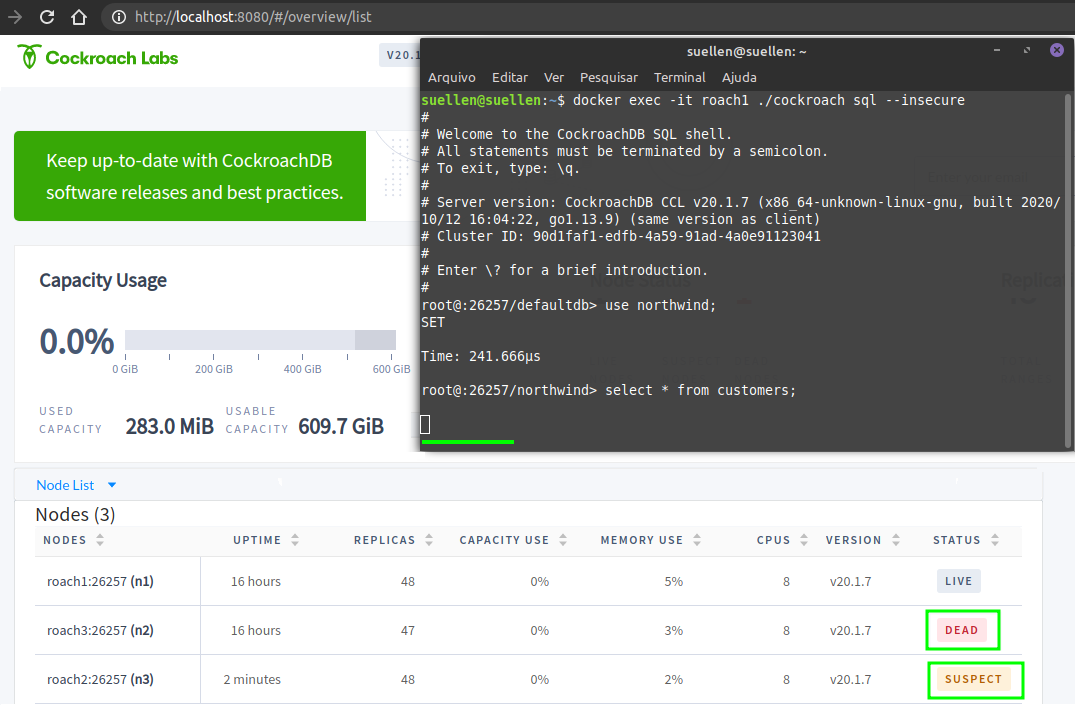 http://localhost:8080/#/overview/list
Cockroach Labs
V20.1
Keep up-to-date with CockroachDB
software releases and best practices.
Capacity Usage
0.0%
0 GiB 200 GiB 400 GiB 600 GiB
USED CAPACITY 283.0 MiB USABLE CAPACITY 609.7 GiB
suellen@suellen: ~
Arquivo Editar Ver Pesquisar Terminal Ajuda
suellen@suellen:~$ docker exec -it roach1 ./cockroach sql --insecure
#
# Welcome to the CockroachDB SQL shell.
# All statements must be terminated by a semicolon.
# To exit, type: \q.
#
# Server version: CockroachDB CCL v20.1.7 (x86_64-unknown-linux-gnu, built 2020/
10/12 16:04:22, go1.13.9) (same version as client)
# Cluster ID: 90d1faf1-edfb-4a59-91ad-4a0e91123041
#
# Enter \? for a brief introduction.
#
root@:26257/defaultdb> use northwind;
SET
Time: 241.666µs
root@:26257/northwind> select * from customers;
Node Status
Replica
Node List
Nodes (3)
NODES UPTIME REPLICAS CAPACITY USE MEMORY USE CPUS VERSION STATUS
roach1:26257 (n1) 16 hours 48 0% 5% 8 v20.1.7 LIVE
roach3:26257 (n2) 16 hours 47 0% 3% 8 v20.1.7 DEAD
roach2:26257 (n3) 2 minutes 48 0% 2% 8 v20.1.7 SUSPECT